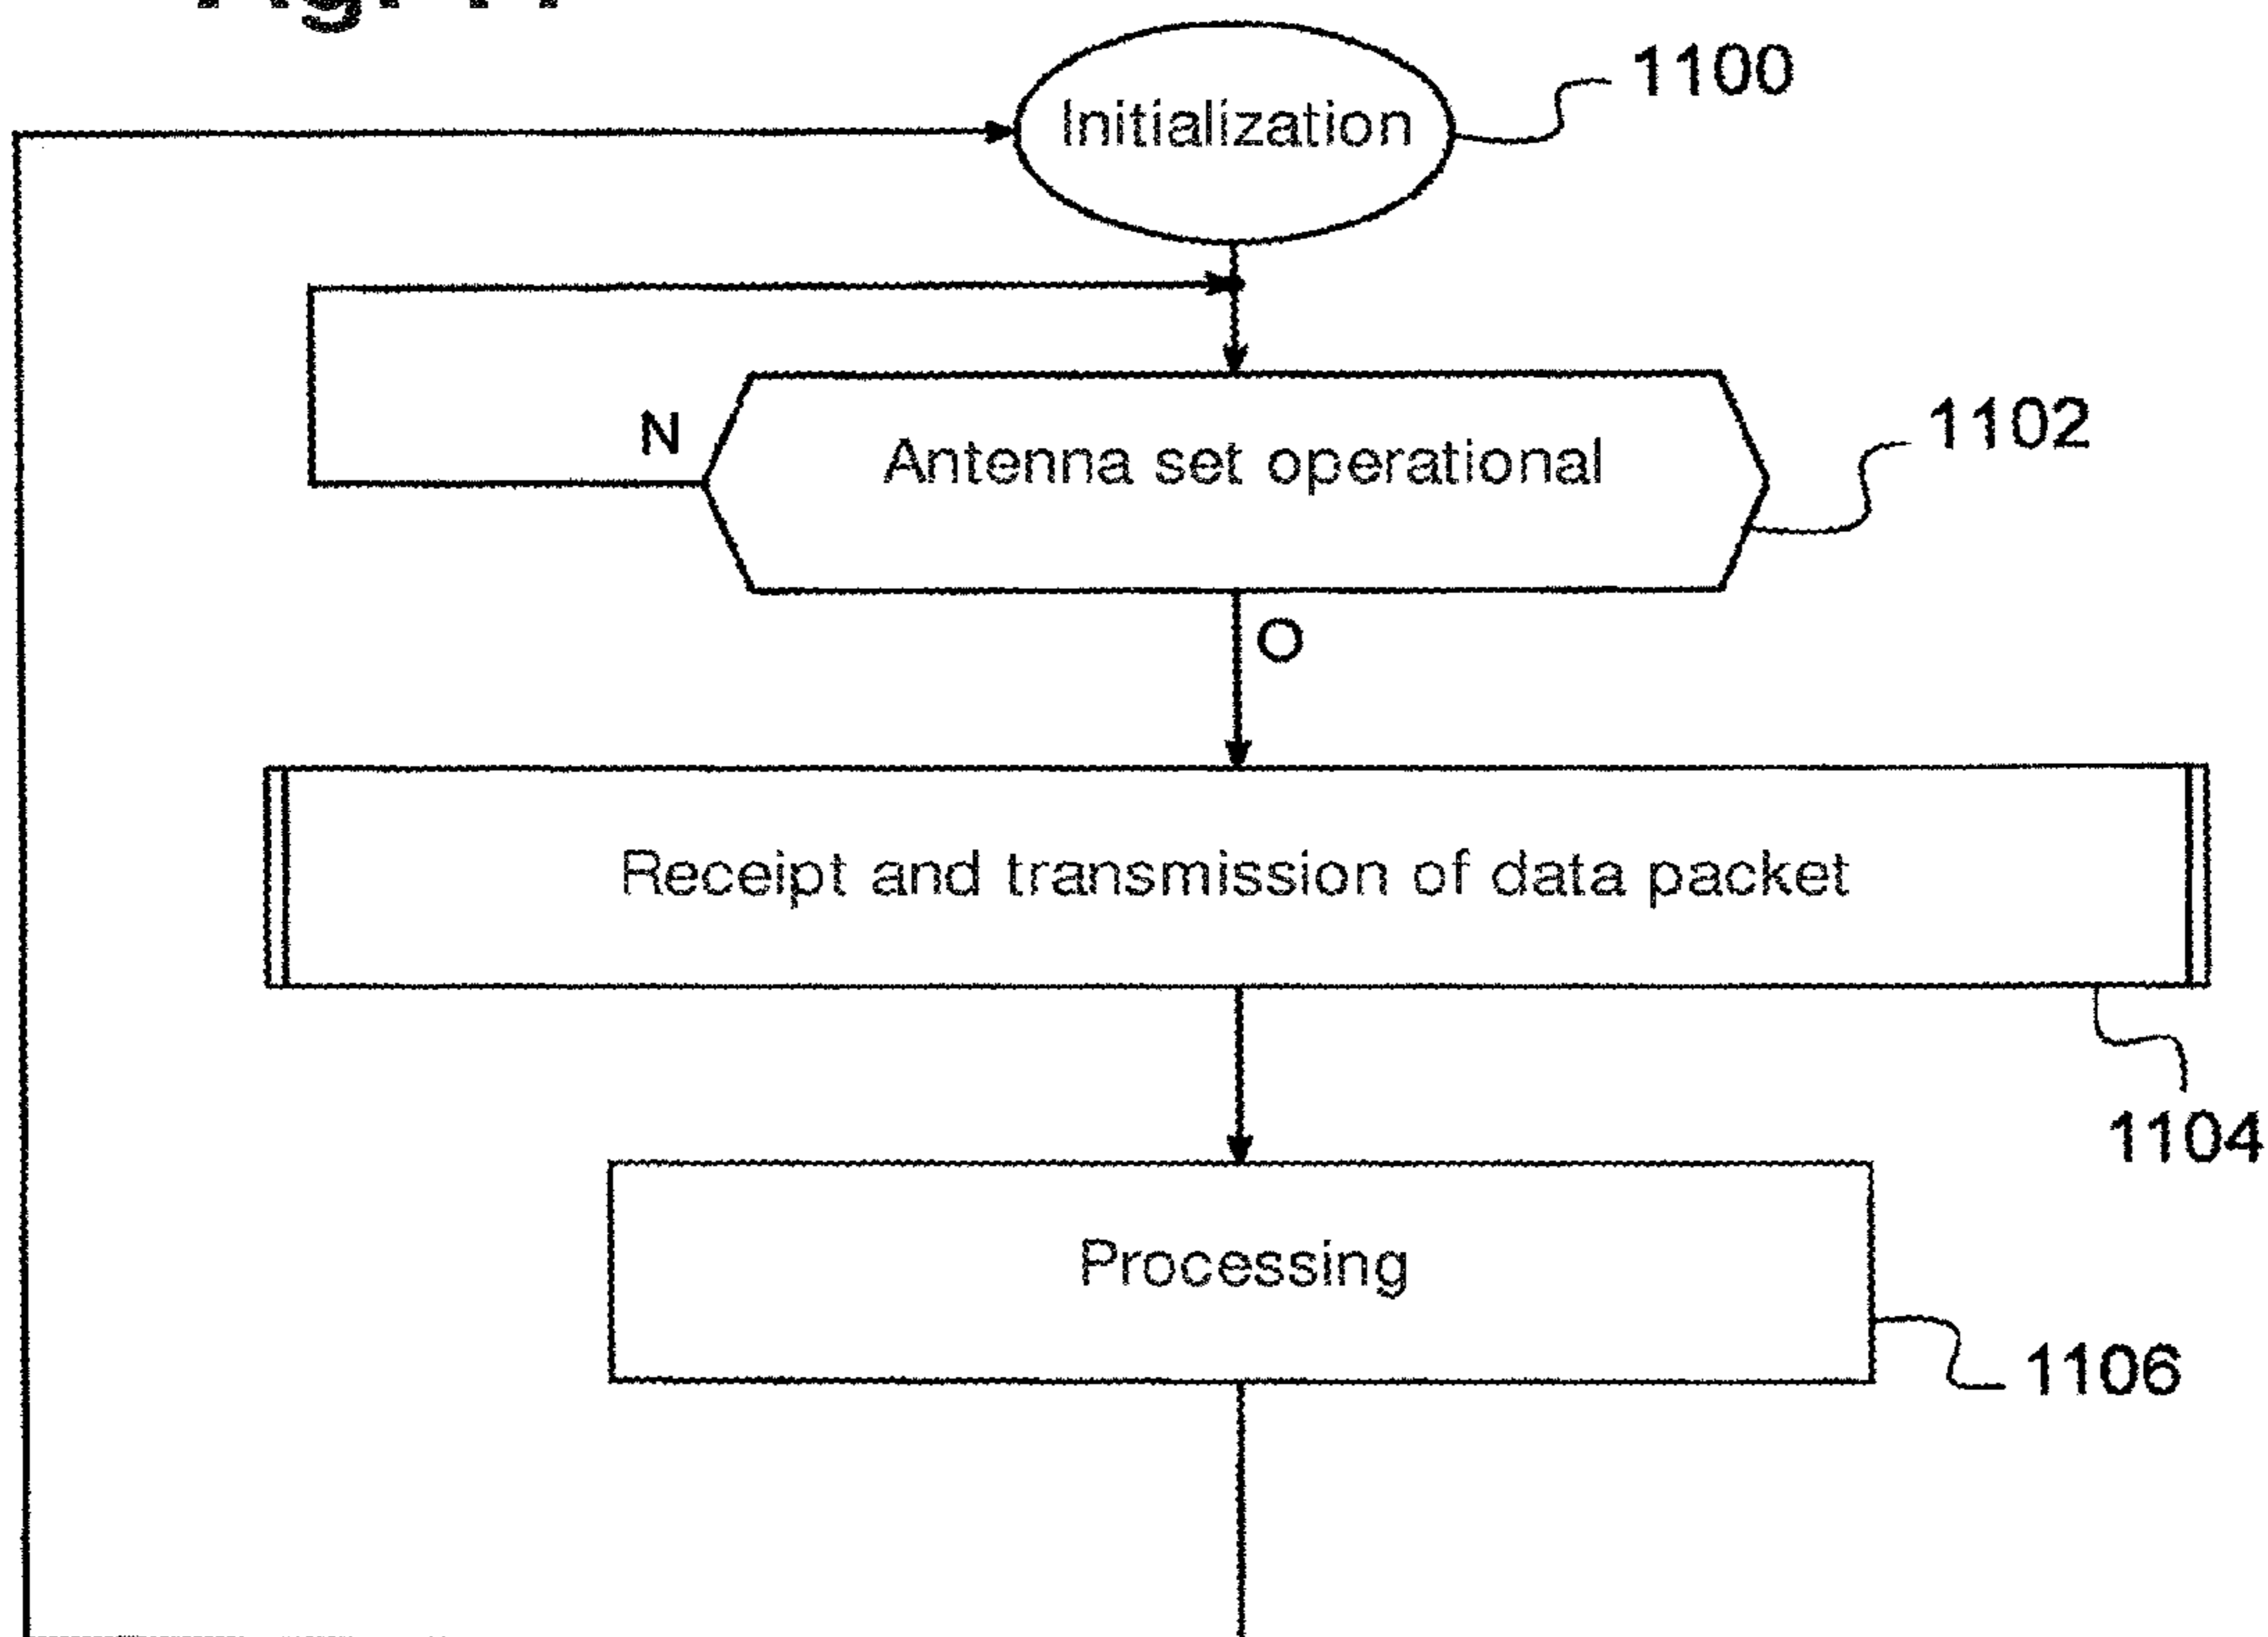 1100
Initialization
N
Antenna set operational
1102
O
Receipt and transmission of data packet
1104
Processing
1106